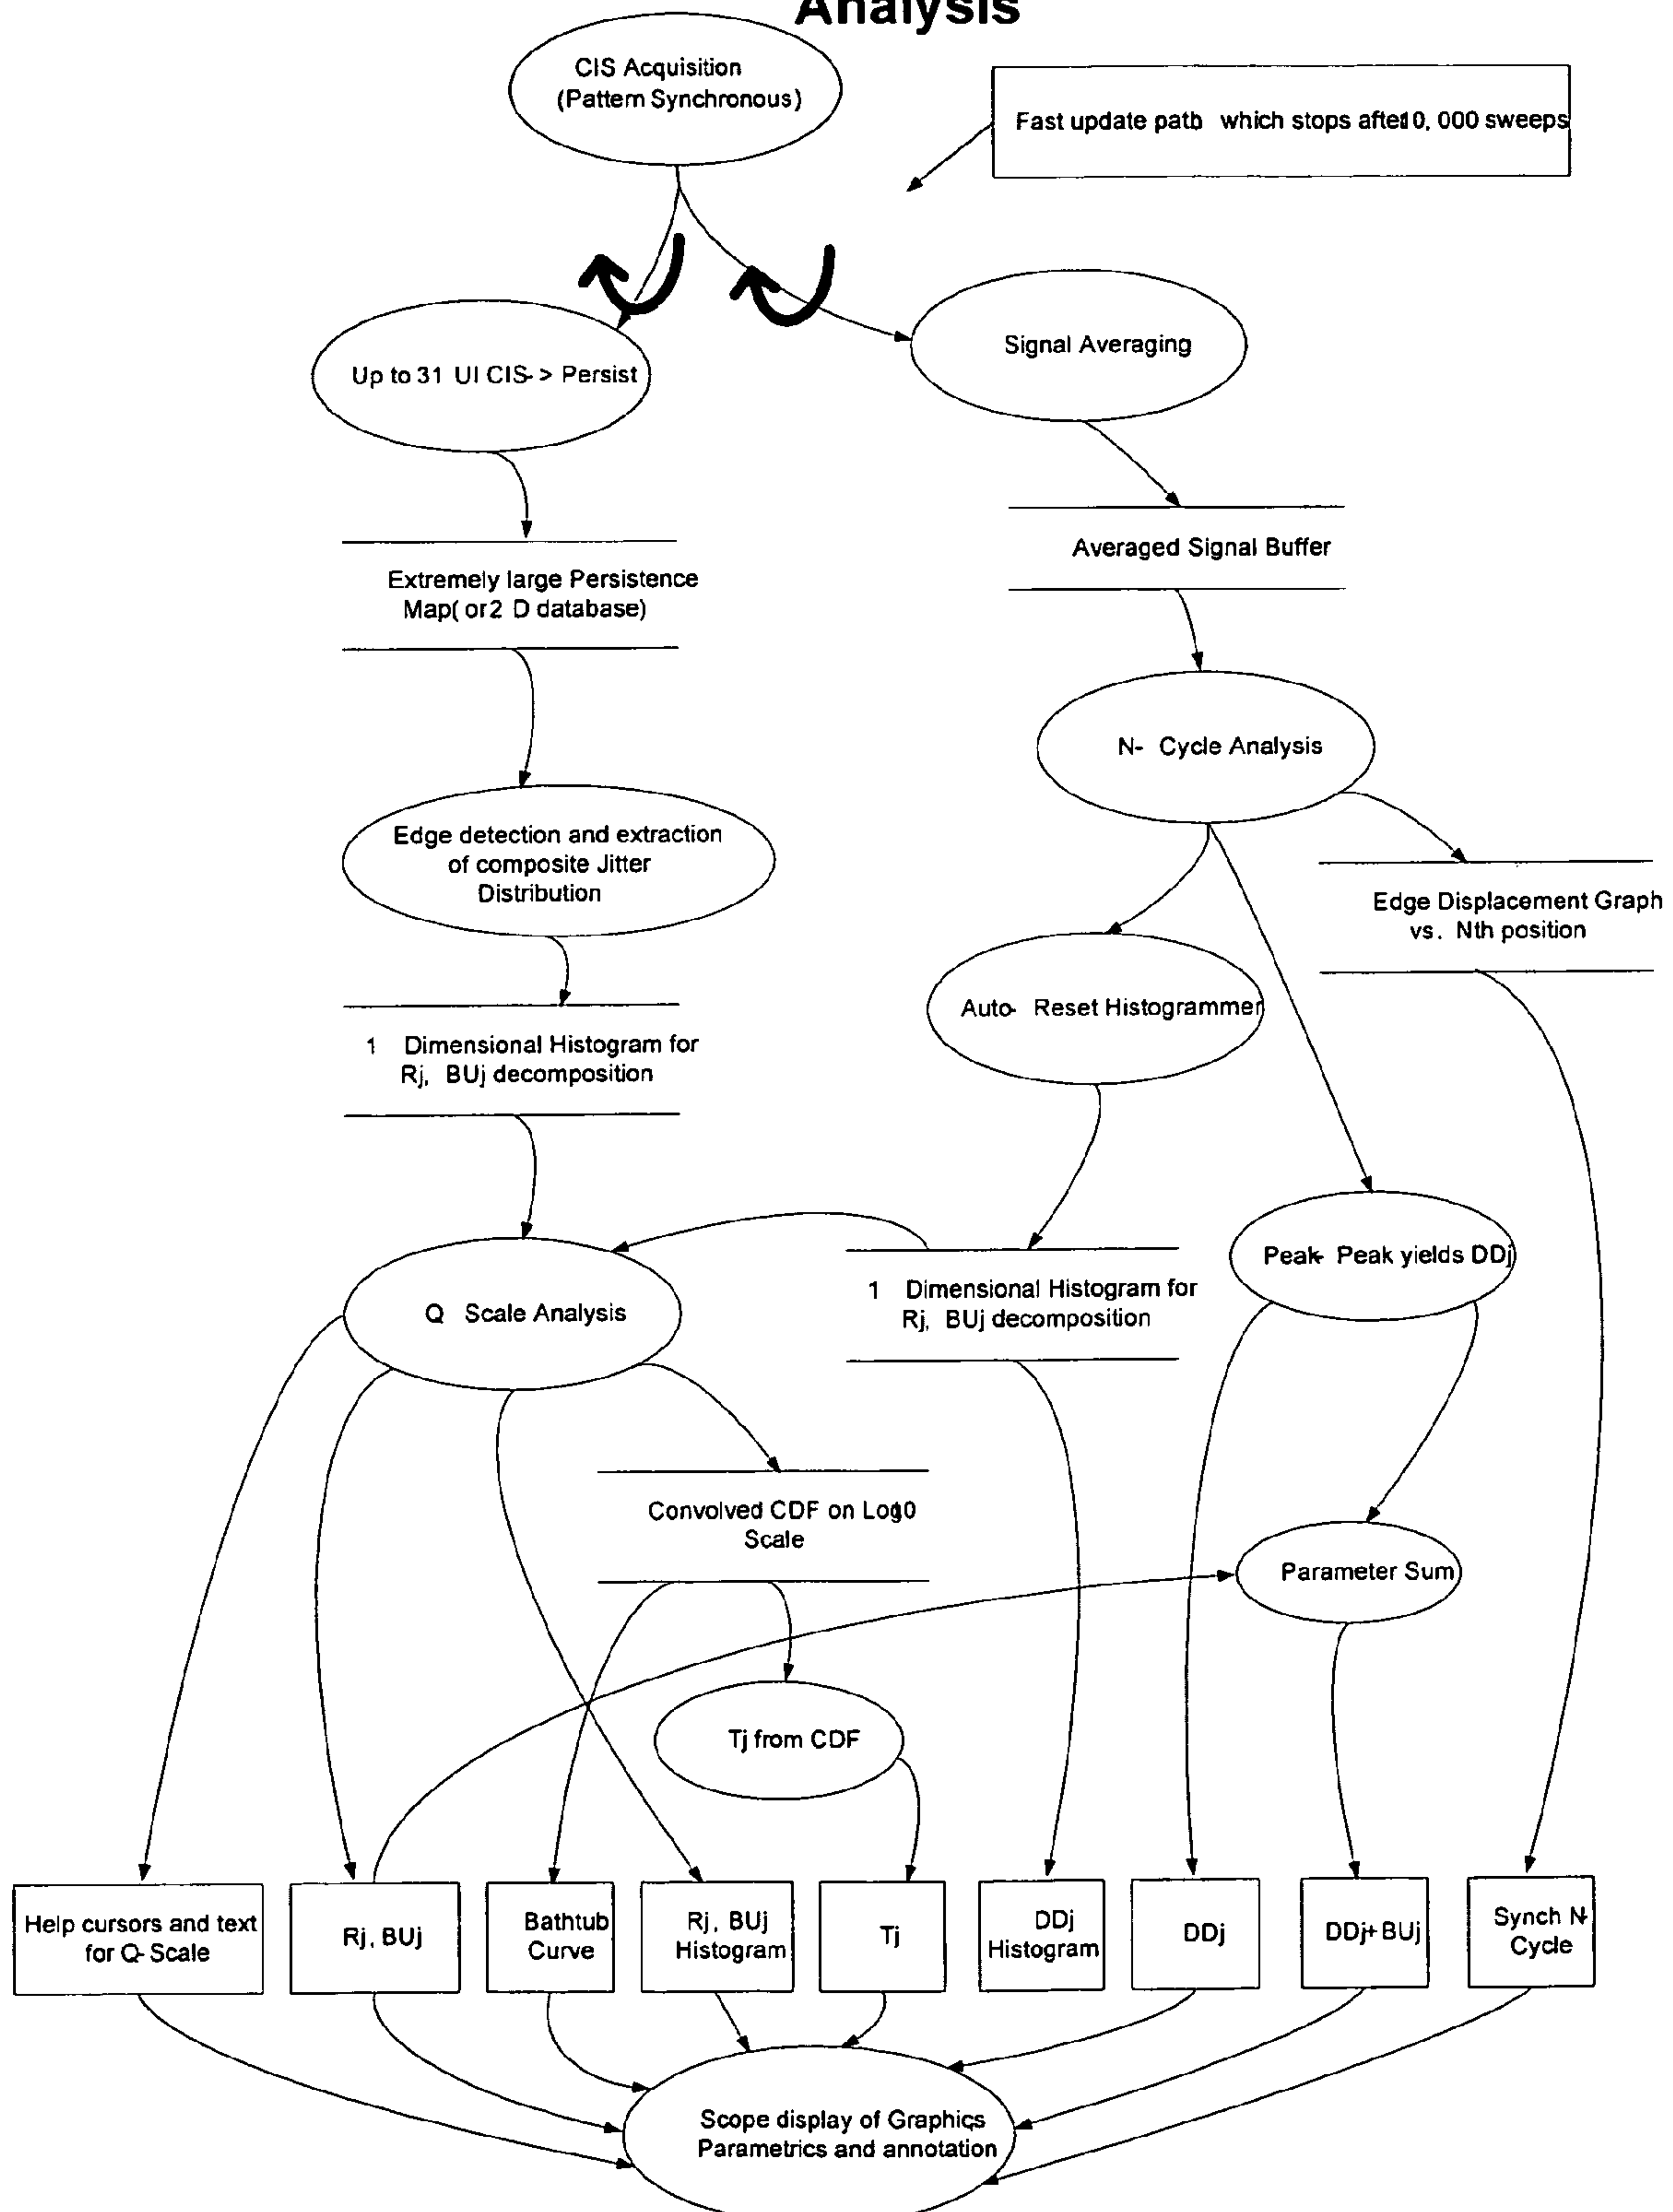 Analysis
CIS Acquisition
(Pattern Synchronous)
Fast update path which stops after10, 000 sweeps
Up to 31 UI CIS-> Persist
Signal Averaging
Averaged Signal Buffer
Extremely large Persistence
Map( or2 D database)
N- Cycle Analysis
Edge detection and extraction
of composite Jitter
Distribution
Edge Displacement Graph
vs. Nth position
Auto- Reset Histogrammer
1 Dimensional Histogram for
Rj, BUj decomposition
Peak- Peak yields DDj
1 Dimensional Histogram for
Rj, BUj decomposition
Q Scale Analysis
Convolved CDF on Log10
Scale
Parameter Sum
Tj from CDF
Help cursors and text
for Q-Scale
Rj, BUj
Bathtub
Curve
Rj, BUj
Histogram
Tj
DDj
Histogram
DDj
DDj+BUj
Synch N-
Cycle
Scope display of Graphics
Parametrics and annotation